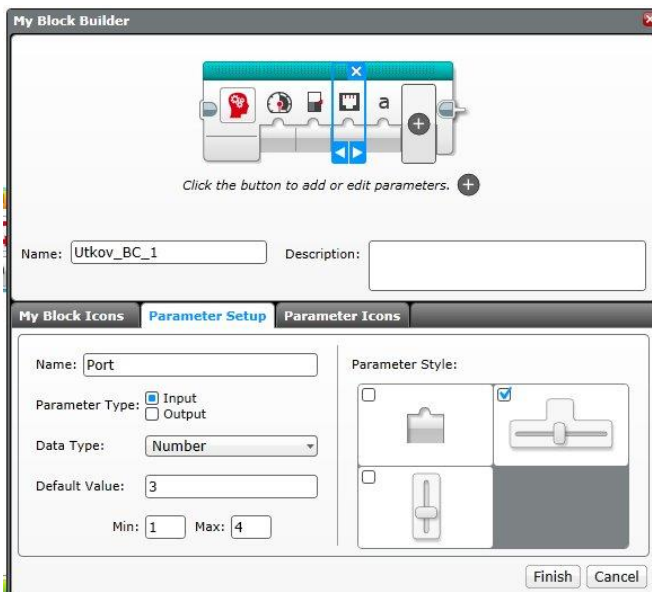 My Block Builder
a
Click the button to add or edit parameters.
Name: Utkov_BC_1 Description:
My Block Icons Parameter Setup Parameter Icons
Name: Port Parameter Style:
Parameter Type: Input
Output
Data Type: Number
Default Value: 3
Min: 1 Max: 4
Finish Cancel